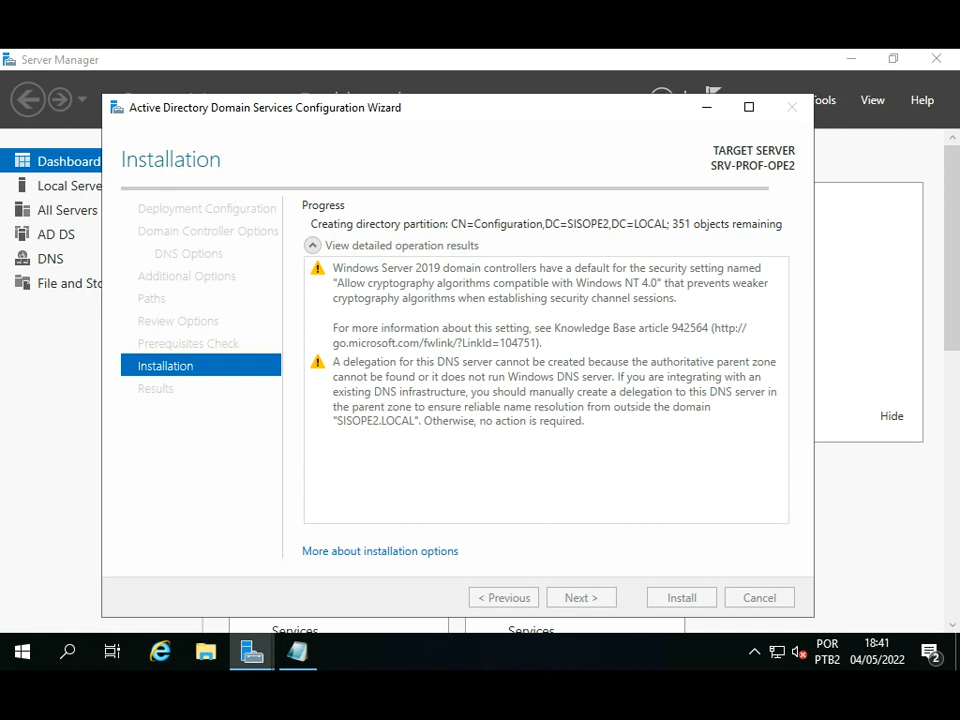 Server Manager
Tools View Help
Active Directory Domain Services Configuration Wizard
Installation
TARGET SERVER
SRV-PROF-OPE2
Dashboard
Local Serve
All Servers
AD DS
DNS
File and Sto
Deployment Configuration
Domain Controller Options
DNS Options
Additional Options
Paths
Review Options
Prerequisites Check
Installation
Results
Progress
Creating directory partition: CN=Configuration,DC=SISOPE2,DC=LOCAL; 351 objects remaining
View detailed operation results
Windows Server 2019 domain controllers have a default for the security setting named
"Allow cryptography algorithms compatible with Windows NT 4.0" that prevents weaker
cryptography algorithms when establishing security channel sessions.
For more information about this setting, see Knowledge Base article 942564 (http://
go.microsoft.com/fwlink/?LinkId=104751).
A delegation for this DNS server cannot be created because the authoritative parent zone
cannot be found or it does not run Windows DNS server. If you are integrating with an
existing DNS infrastructure, you should manually create a delegation to this DNS server in
the parent zone to ensure reliable name resolution from outside the domain
"SISOPE2.LOCAL". Otherwise, no action is required.
Hide
More about installation options
< Previous Next > Install Cancel
Services Services
POR 18:41
PTB2 04/05/2022 2